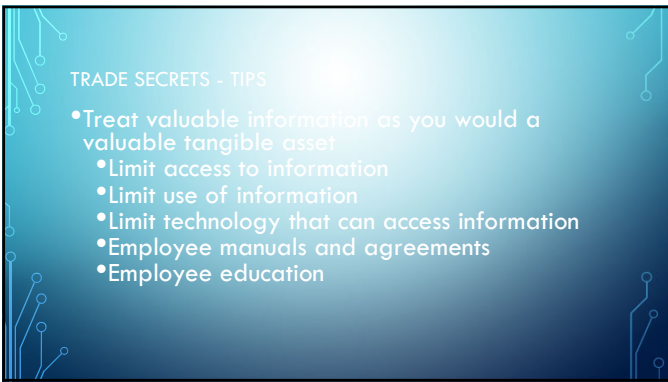 TRADE SECRETS - TIPS
•Treat valuable information as you would a
valuable tangible asset
•Limit access to information
•Limit use of information
•Limit technology that can access information
•Employee manuals and agreements
•Employee education